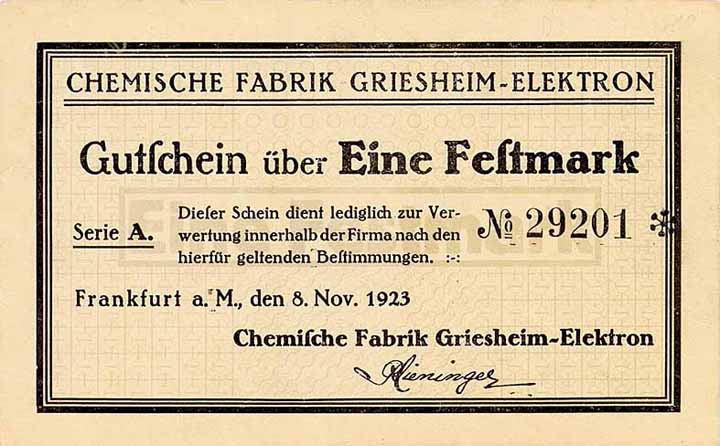 CHEMISCHE FABRIK GRIESHEIM-ELEKTRON
Gutſchein über Eine Feſtmark
Serie A.
Dieſer Schein dient lediglich zur Ver-
wertung innerhalb der Firma nach den
hierfür geltenden Beſtimmungen. :-:
№ 29201 *
Frankfurt a. M., den 8. Nov. 1923
Chemiſche Fabrik Griesheim-Elektron